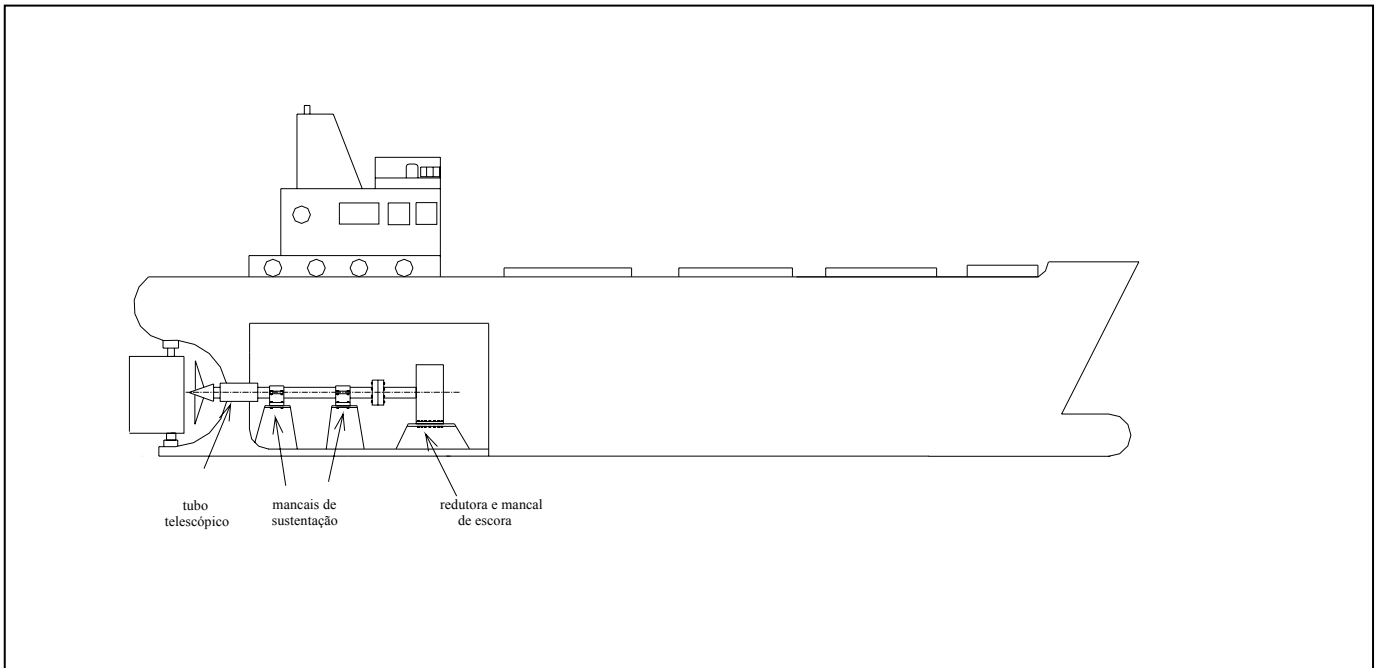 tubo
telescópico
mancais de
sustentação
redutora e mancal
de escora